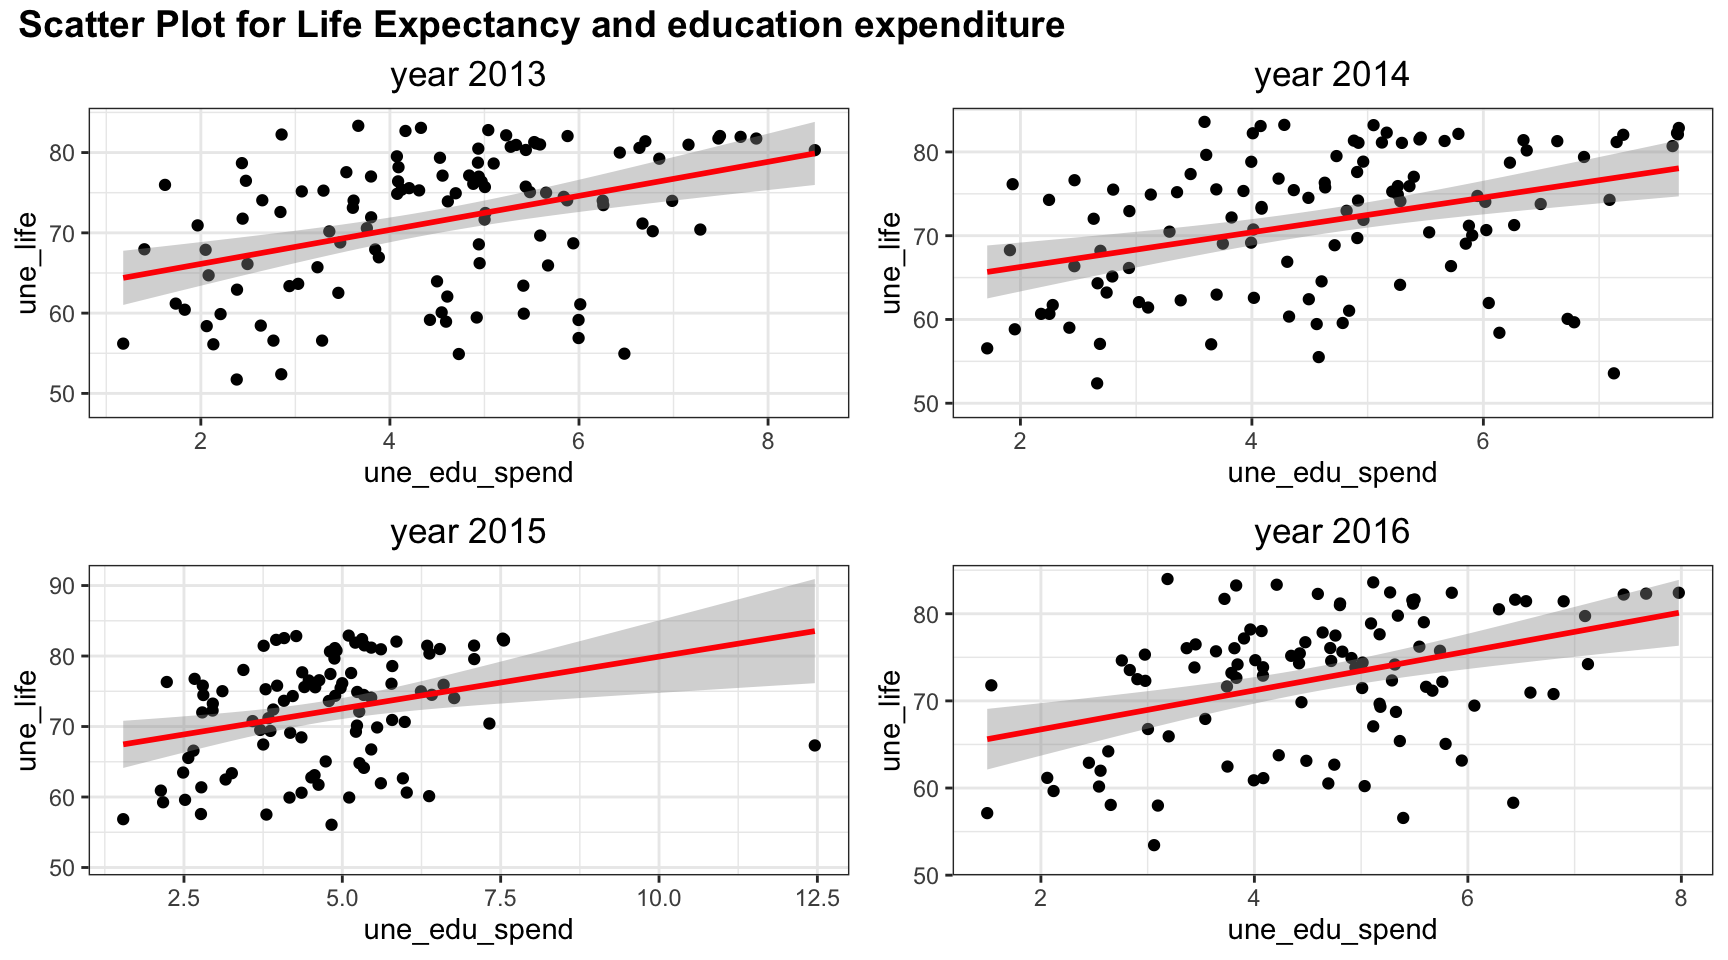 Scatter Plot for Life Expectancy and education expenditure
year 2013
une_life
80
70
60
50
2 4 6 8
une_edu_spend
year 2014
une_life
80
70
60
50
2 4 6
une_edu_spend
year 2015
une_life
90
80
70
60
50
2.5 5.0 7.5 10.0 12.5
une_edu_spend
year 2016
une_life
80
70
60
50
2 4 6 8
une_edu_spend